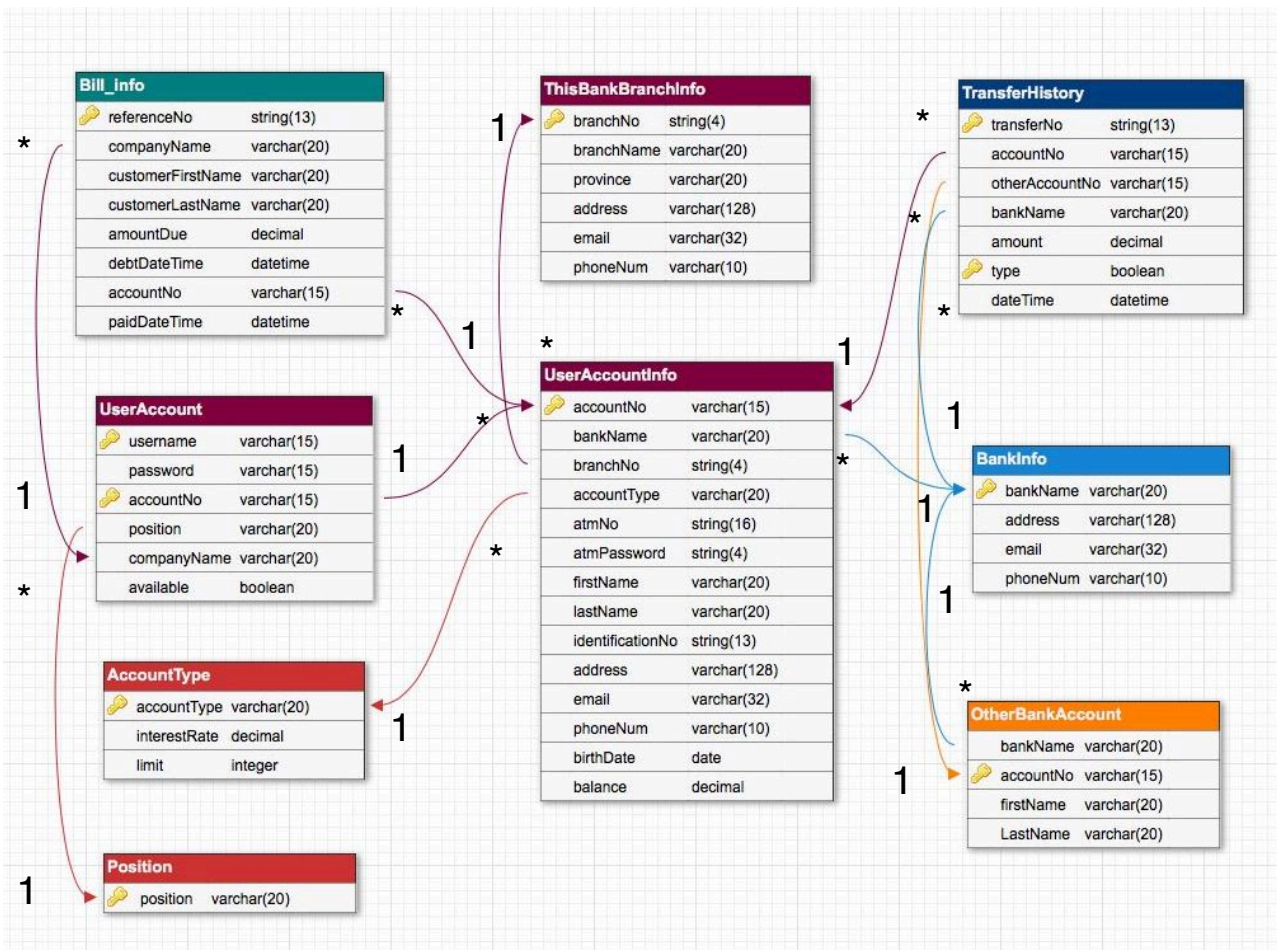 Bill_info
referenceNo string(13)
companyName varchar(20)
customerFirstName varchar(20)
customerLastName varchar(20)
amountDue decimal
debtDateTime datetime
accountNo varchar(15)
paidDateTime datetime
*
1
*
1
ThisBankBranchInfo
branchNo string(4)
branchName varchar(20)
province varchar(20)
address varchar(128)
email varchar(32)
phoneNum varchar(10)
1
*
TransferHistory
transferNo string(13)
accountNo varchar(15)
otherAccountNo varchar(15)
bankName varchar(20)
amount decimal
type boolean
dateTime datetime
*
*
*
1
UserAccount
username varchar(15)
password varchar(15)
accountNo varchar(15)
position varchar(20)
companyName varchar(20)
available boolean
1
*
1
*
UserAccountInfo
accountNo varchar(15)
bankName varchar(20)
branchNo string(4)
accountType varchar(20)
atmNo string(16)
atmPassword string(4)
firstName varchar(20)
lastName varchar(20)
identificationNo string(13)
address varchar(128)
email varchar(32)
phoneNum varchar(10)
birthDate date
balance decimal
*
*
1
BankInfo
bankName varchar(20)
address varchar(128)
email varchar(32)
phoneNum varchar(10)
1
1
AccountType
accountType varchar(20)
interestRate decimal
limit integer
1
*
OtherBankAccount
bankName varchar(20)
accountNo varchar(15)
firstName varchar(20)
LastName varchar(20)
1
Position
position varchar(20)
1